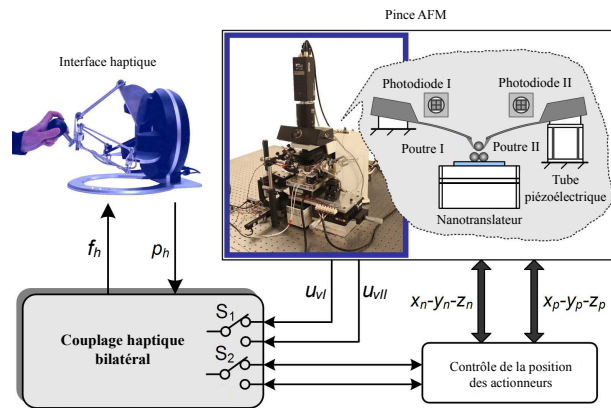 Pince AFM
Interface haptique
Photodiode I
Photodiode II
Poutre I
Poutre II
Tube
piézoélectrique
Nanotranslateur
fh
ph
uvI
uvII
xn-yn-zn
xp-yp-zp
Couplage haptique
bilatéral
S1
S2
Contrôle de la position
des actionneurs